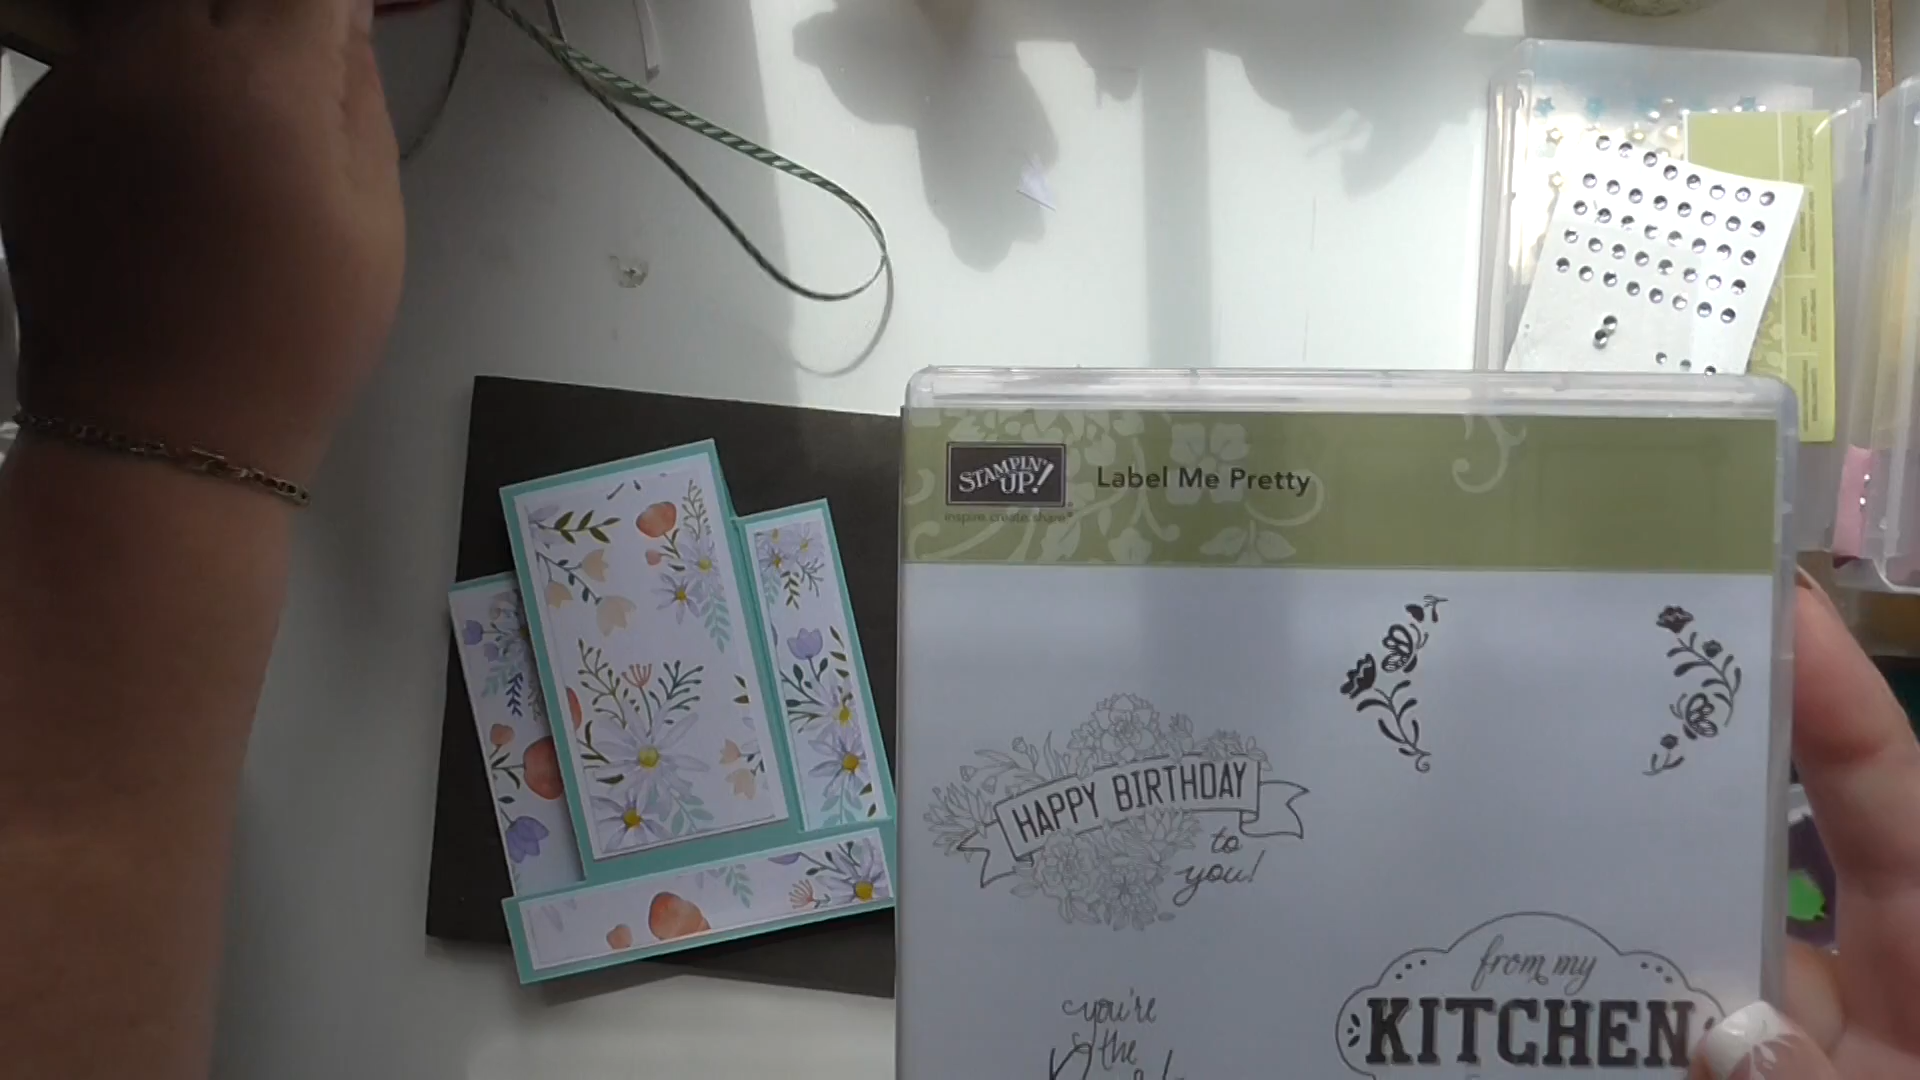 STAMPIN' UP!
inspire. create. share
Label Me Pretty
HAPPY BIRTHDAY
to
you!
from my
KITCHEN
you're
the